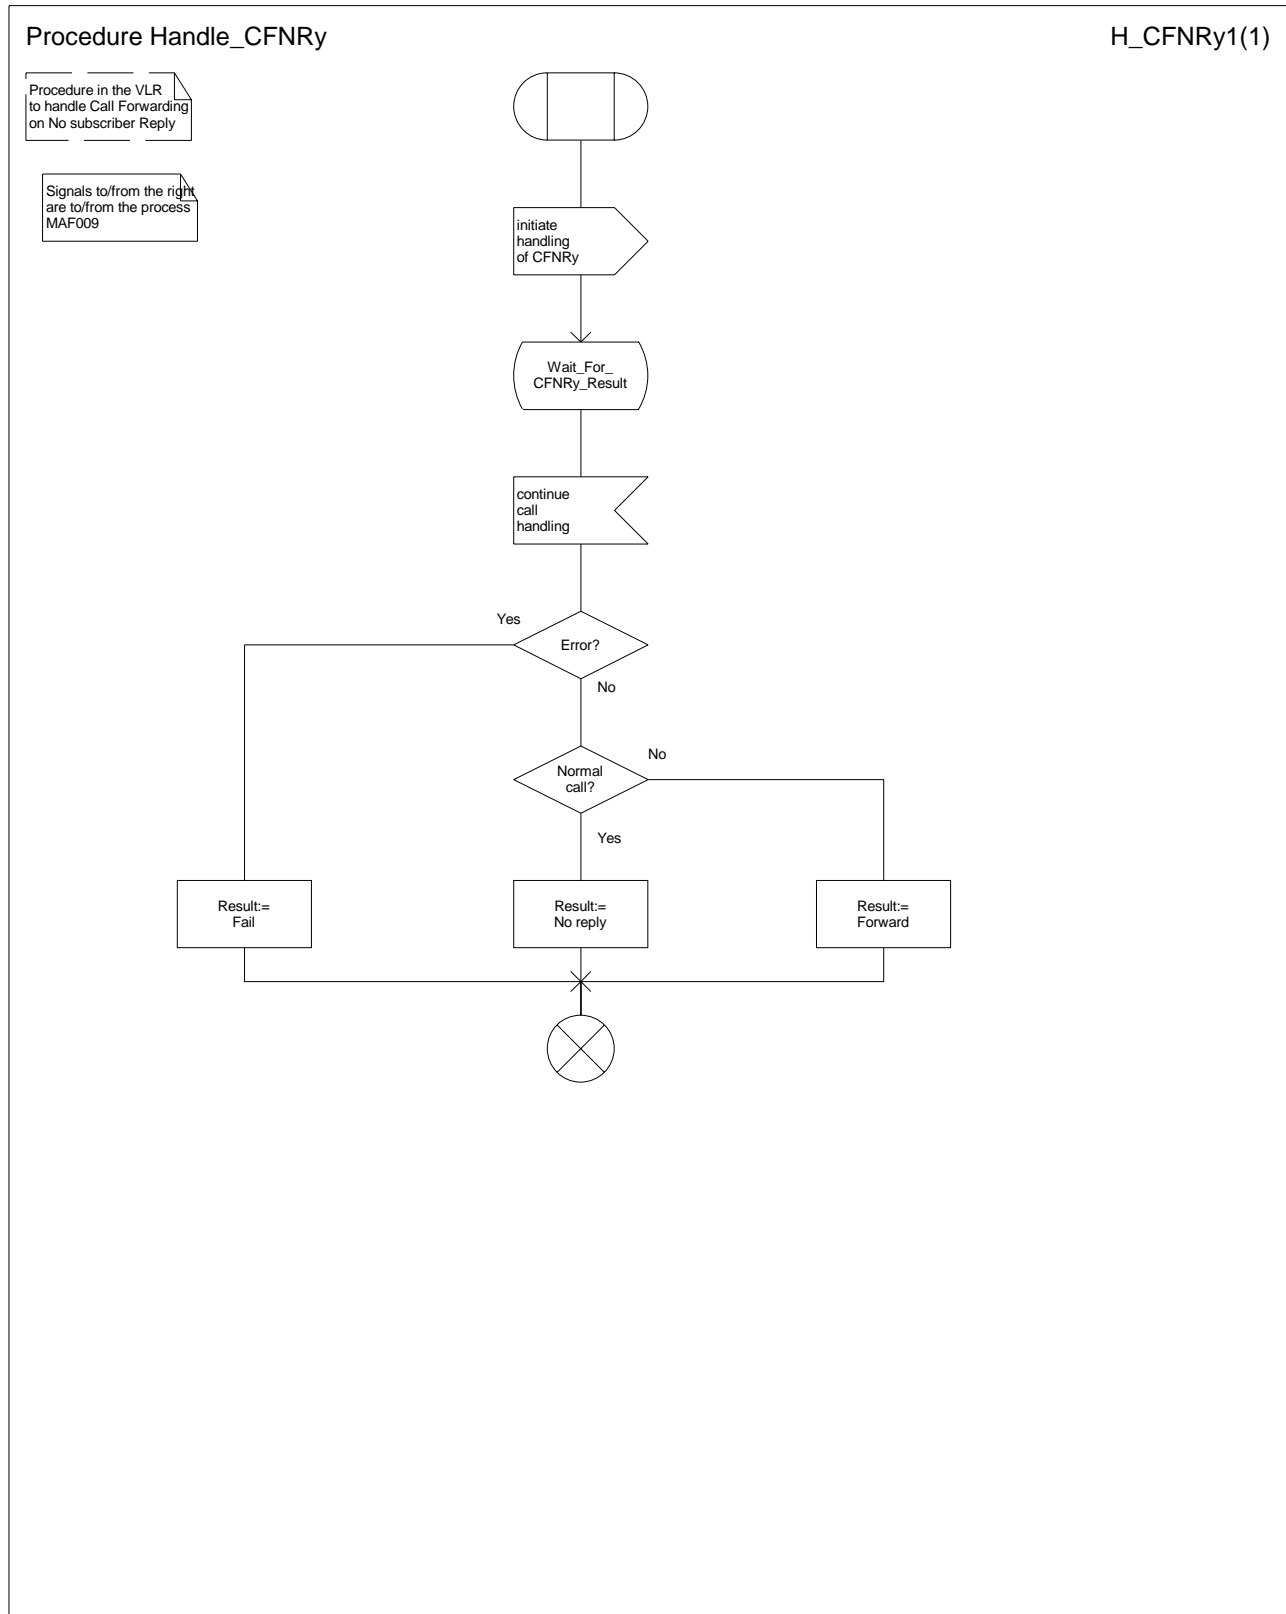 Procedure Handle_CFNRy
H_CFNRy1(1)
Procedure in the VLR
to handle Call Forwarding
on No subscriber Reply
Signals to/from the right
are to/from the process
MAF009
initiate
handling
of CFNRy
Wait_For_
CFNRy_Result
continue
call
handling
Yes
Error?
No
No
Normal
call?
Yes
Result:=
Fail
Result:=
No reply
Result:=
Forward